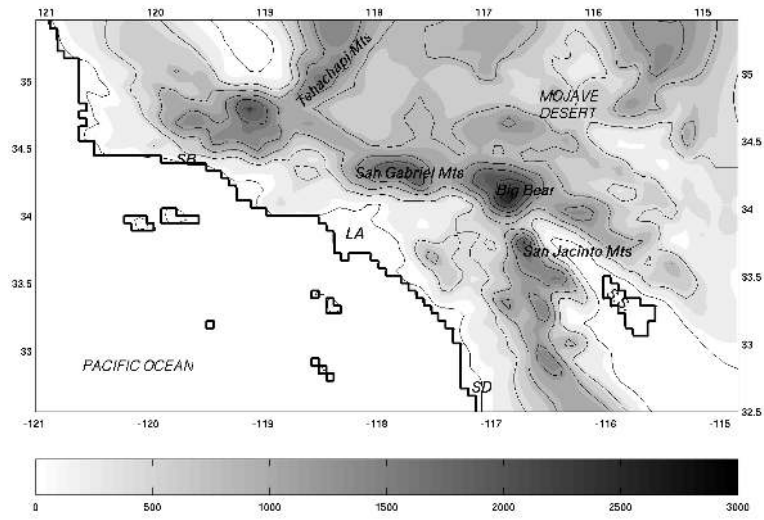 -121 -120 -119 -118 -117 -116 -115
35
35
Tehachapi Mts
MOJAVE
DESERT
34.5
34.5
SB
San Gabriel Mts
Big Bear
34
34
LA
San Jacinto Mts
33.5
33.5
SS
33
33
PACIFIC OCEAN
SD
32.5
-121 -120 -119 -118 -117 -116 -115
0 500 1000 1500 2000 2500 3000